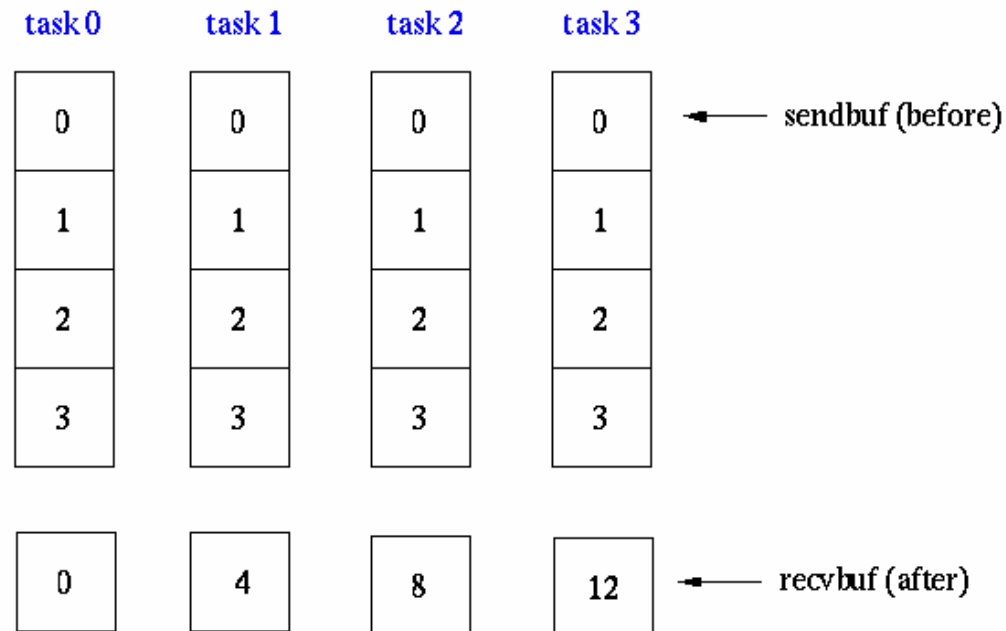 task 0 task 1 task 2 task 3
0 0 0 0 sendbuf (before)
1 1 1 1
2 2 2 2
3 3 3 3
0 4 8 12 recvbuf (after)